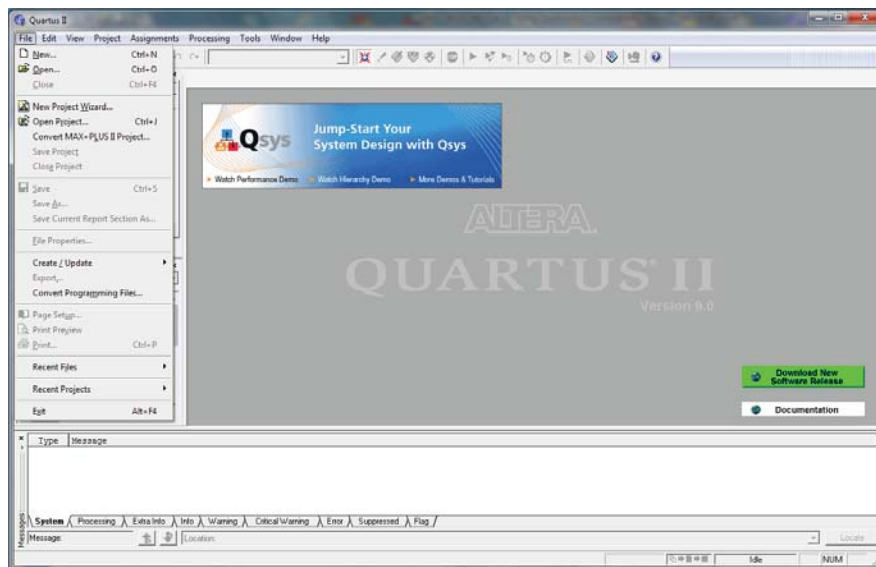 Quartus II
File Edit View Project Assignments Processing Tools Window Help
New... Ctrl+N
Open... Ctrl+O
Close Ctrl+F4
New Project Wizard...
Open Project... Ctrl+J
Convert MAX+PLUS II Project...
Save Project
Close Project
Save Ctrl+S
Save As...
Save Current Report Section As...
File Properties...
Create / Update
Export...
Convert Programming Files...
Page Setup...
Print Preview
Print... Ctrl+P
Recent Files
Recent Projects
Exit Alt+F4
Qsys
Jump-Start Your
System Design with Qsys
Watch Performance Demo Watch Hierarchy Demo More Demos & Tutorials
ALTERA
QUARTUS II
Version 9.0
Download New
Software Release
Documentation
Type Message
System Processing Extra Info Info Warning Critical Warning Error Suppressed Flag
Messages
Message: Location: Locate
Idle NUM